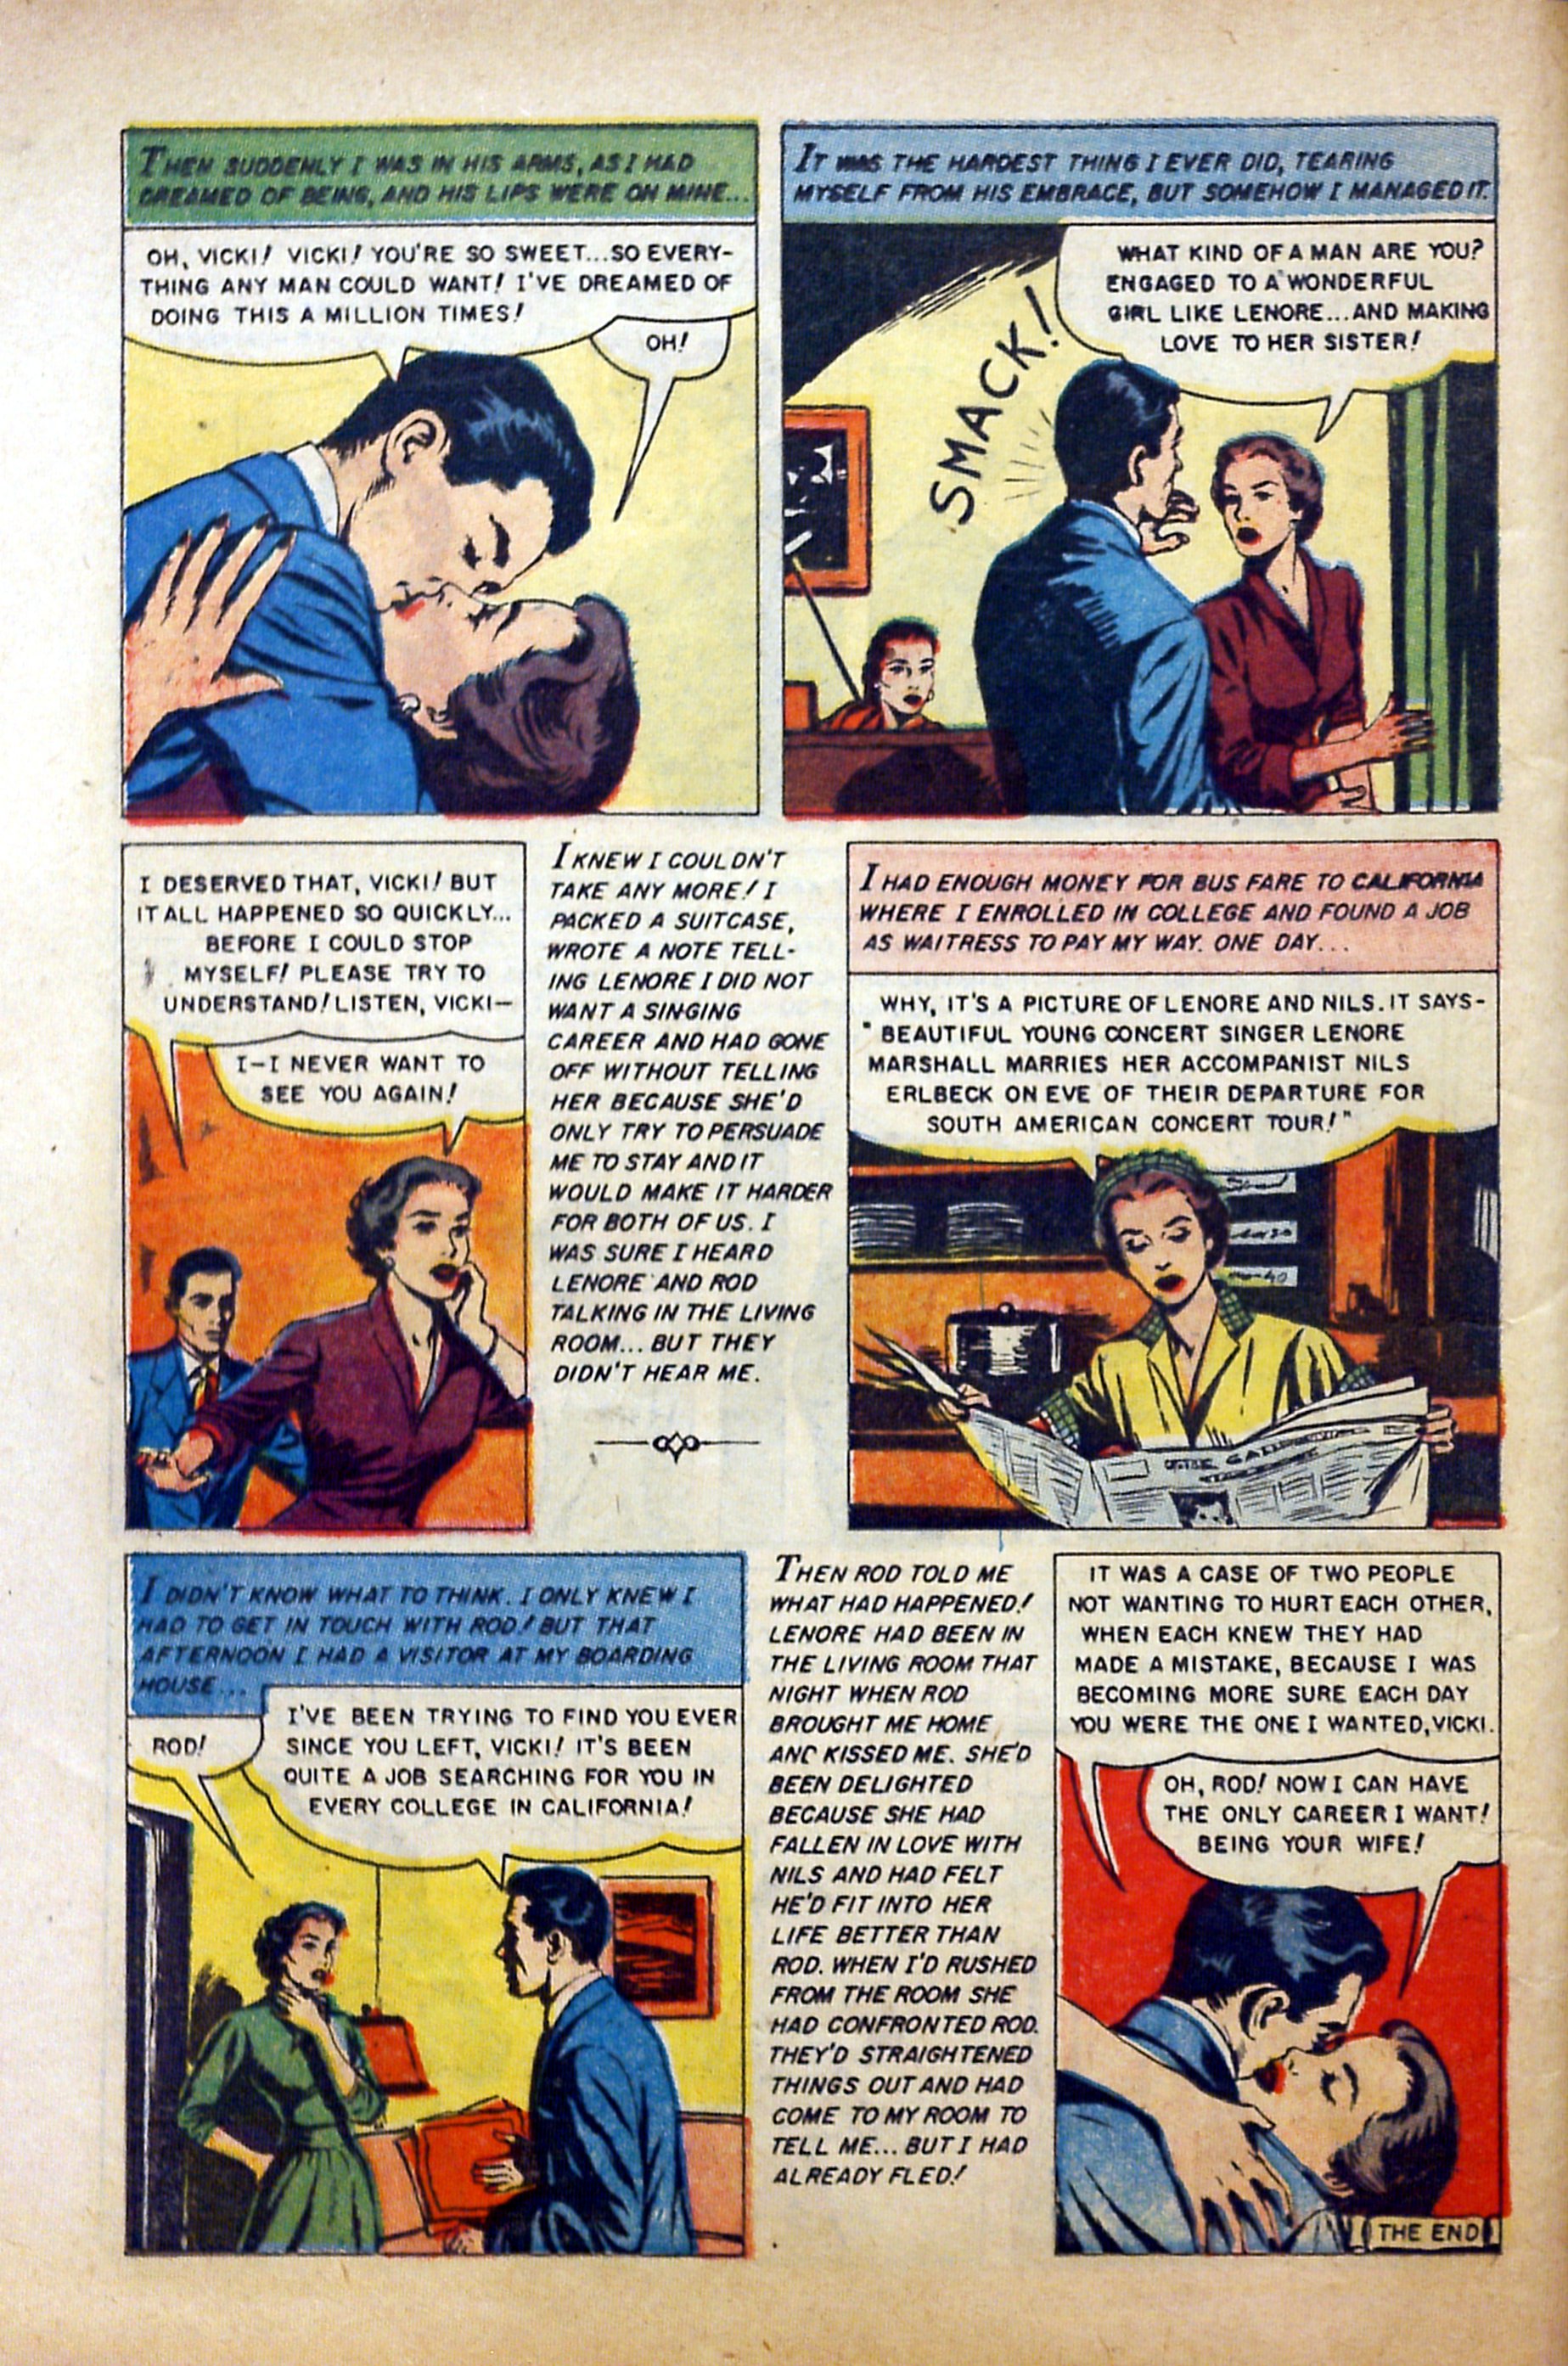 THEN SUDDENLY I WAS IN HIS ARMS, AS I HAD
DREAMED OF BEING, AND HIS LIPS WERE ON MINE...
OH, VICKI! VICKI! YOU'RE SO SWEET...SO EVERY-
THING ANY MAN COULD WANT! I'VE DREAMED OF
DOING THIS A MILLION TIMES!
OH!
IT WAS THE HARDEST THING I EVER DID, TEARING
MYSELF FROM HIS EMBRACE, BUT SOMEHOW I MANAGED IT.
WHAT KIND OF A MAN ARE YOU?
ENGAGED TO A WONDERFUL
GIRL LIKE LENORE...AND MAKING
LOVE TO HER SISTER!
SMACK!
I DESERVED THAT, VICKI! BUT
IT ALL HAPPENED SO QUICKLY...
BEFORE I COULD STOP
MYSELF! PLEASE TRY TO
UNDERSTAND! LISTEN, VICKI—
I-I NEVER WANT TO
SEE YOU AGAIN!
I KNEW I COULDN'T
TAKE ANY MORE! I
PACKED A SUITCASE,
WROTE A NOTE TELL-
ING LENORE I DID NOT
WANT A SINGING
CAREER AND HAD GONE
OFF WITHOUT TELLING
HER BECAUSE SHE'D
ONLY TRY TO PERSUADE
ME TO STAY AND IT
WOULD MAKE IT HARDER
FOR BOTH OF US. I
WAS SURE I HEARD
LENORE AND ROD
TALKING IN THE LIVING
ROOM... BUT THEY
DIDN'T HEAR ME.
I HAD ENOUGH MONEY FOR BUS FARE TO CALIFORNIA
WHERE I ENROLLED IN COLLEGE AND FOUND A JOB
AS WAITRESS TO PAY MY WAY. ONE DAY...
WHY, IT'S A PICTURE OF LENORE AND NILS. IT SAYS-
"BEAUTIFUL YOUNG CONCERT SINGER LENORE
MARSHALL MARRIES HER ACCOMPANIST NILS
ERLBECK ON EVE OF THEIR DEPARTURE FOR
SOUTH AMERICAN CONCERT TOUR!"
40
I DIDN'T KNOW WHAT TO THINK. I ONLY KNEW I
HAD TO GET IN TOUCH WITH ROD! BUT THAT
AFTERNOON I HAD A VISITOR AT MY BOARDING
HOUSE...
ROD!
I'VE BEEN TRYING TO FIND YOU EVER
SINCE YOU LEFT, VICKI! IT'S BEEN
QUITE A JOB SEARCHING FOR YOU IN
EVERY COLLEGE IN CALIFORNIA!
THEN ROD TOLD ME
WHAT HAD HAPPENED!
LENORE HAD BEEN IN
THE LIVING ROOM THAT
NIGHT WHEN ROD
BROUGHT ME HOME
AND KISSED ME. SHE'D
BEEN DELIGHTED
BECAUSE SHE HAD
FALLEN IN LOVE WITH
NILS AND HAD FELT
HE'D FIT INTO HER
LIFE BETTER THAN
ROD. WHEN I'D RUSHED
FROM THE ROOM SHE
HAD CONFRONTED ROD.
THEY'D STRAIGHTENED
THINGS OUT AND HAD
COME TO MY ROOM TO
TELL ME... BUT I HAD
ALREADY FLED!
IT WAS A CASE OF TWO PEOPLE
NOT WANTING TO HURT EACH OTHER,
WHEN EACH KNEW THEY HAD
MADE A MISTAKE, BECAUSE I WAS
BECOMING MORE SURE EACH DAY
YOU WERE THE ONE I WANTED, VICKI.
OH, ROD! NOW I CAN HAVE
THE ONLY CAREER I WANT!
BEING YOUR WIFE!
THE END